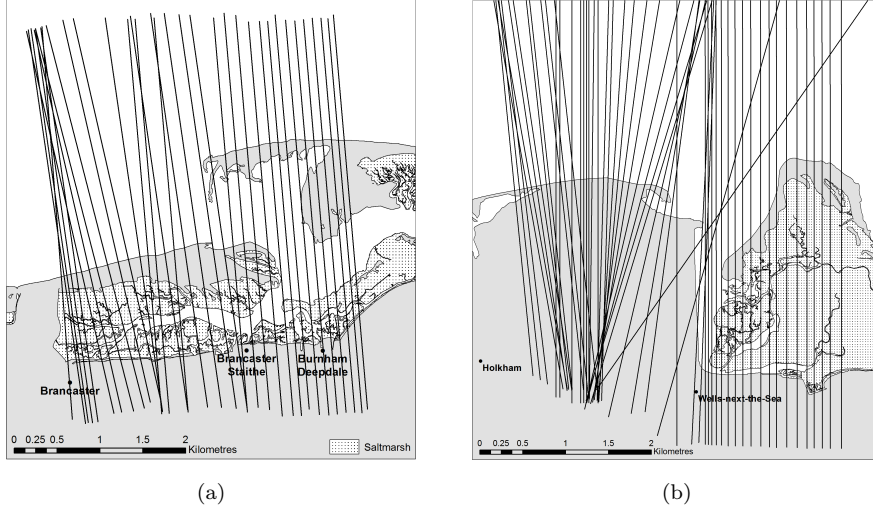 Brancaster
Brancaster
Staithe
Burnham
Deepdale
0 0.25 0.5 1 1.5 2
Kilometres
Saltmarsh
(a)
Holkham
Wells-next-the-Sea
0 0.25 0.5 1 1.5 2
Kilometres
(b)